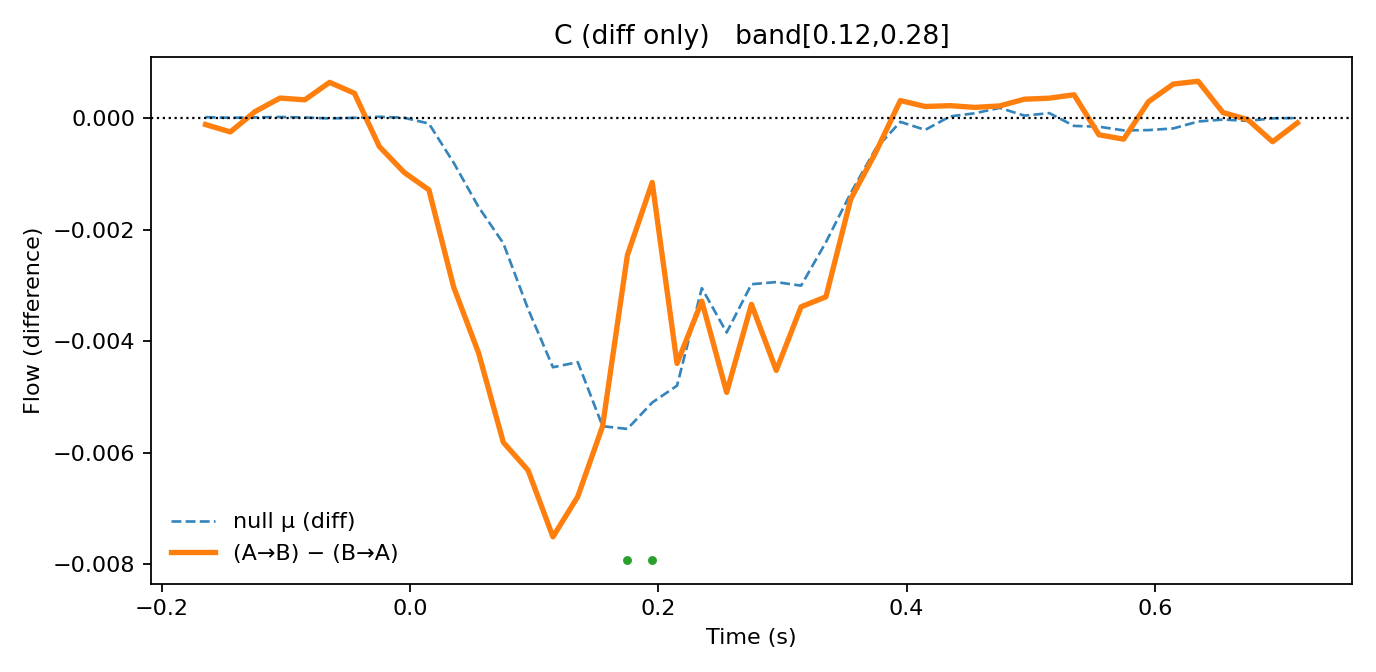 C (diff only)   band[0.12,0.28]
Flow (difference)
0.000
−0.002
−0.004
−0.006
−0.008
null μ (diff)
(A→B) − (B→A)
−0.2
0.0
0.2
0.4
0.6
Time (s)